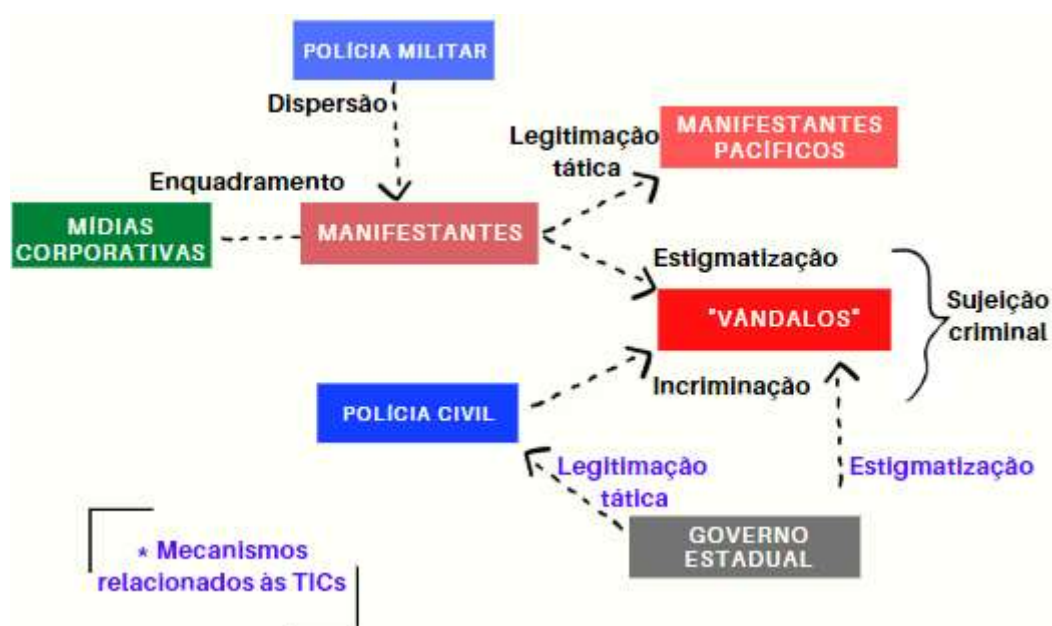 POLÍCIA MILITAR
Dispersão
Legitimação
tática
MANIFESTANTES
PACÍFICOS
Enquadramento
MÍDIAS
CORPORATIVAS
MANIFESTANTES
Estigmatização
"VÂNDALOS"
Sujeição
criminal
Incriminação
POLÍCIA CIVIL
Legitimação
tática
Estigmatização
GOVERNO
ESTADUAL
* Mecanismos
relacionados às TICs